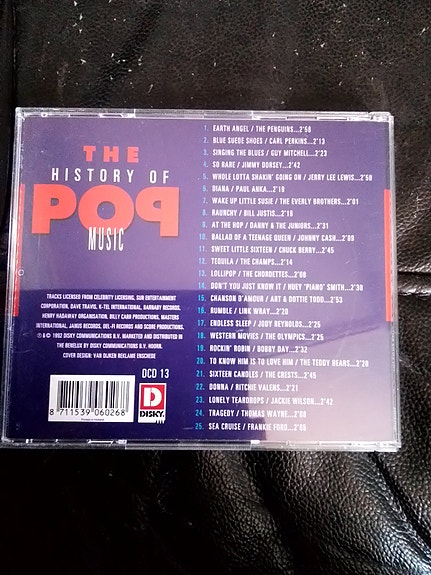 THE
HISTORY OF
POP
MUSIC
1. EARTH ANGEL / THE PENGUINS...2'58
2. BLUE SUEDE SHOES / CARL PERKINS...2'13
3. SINGING THE BLUES / GUY MITCHELL...2'23
4. SO RARE / JIMMY DORSEY...2'42
5. WHOLE LOTTA SHAKIN' GOING ON / JERLY LEE LEWIS...2'50
6. DIANA / PAUL ANKA...2'19
7. WAKE UP LITTLE SUSIE / THE EVERLY BROTHERS...2'01
8. RAUNCHY / BILL JUSTIS...2'18
9. AT THE HOP / DANNY & THE JUNIORS...2'31
10. BALLAD OF A TEENAGE QUEEN / JOHNNY CASH...2'09
11. SWEET LITTLE SIXTEEN / CHUCK BERRY...2'45
12. TEQUILA / THE CHAMPS...2'14
13. LOLLIPOP / THE CHORDETTES...2'08
14. DON'T YOU JUST KNOW IT / HUEY "PIANO" SMITH...2'30
15. CHANSON D'AMOUR / ART & DOTTIE TODD...2'53
16. RUMBLE / LINK WRAY...2'20
17. ENDLESS SLEEP / JODY REYNOLDS...2'25
18. WESTERN MOVIES / THE OLYMPICS...2'26
19. ROCKIN' ROBIN / BOBBY DAY...2'32
20. TO KNOW HIM IS TO LOVE HIM / THE TEDDY BEARS...2'20
21. SIXTEEN CANDLES / THE CRESTS...2'45
22. DONNA / RITCHIE VALENS...2'21
23. LONELY TEARDROPS / JACKIE WILSON...2'42
24. TRAGEDY / THOMAS WAYNE...2'08
25. SEA CRUISE / FRANKIE FORD...2'45
TRACKS LICENSED FROM CELEBRITY LICENSING, SUN ENTERTAINMENT
CORPORATION, DAVE TRAVIS, K-TEL INTERNATIONAL, BARNABY RECORDS,
HENRY HADAWAY ORGANISATION, BILLY CARB PRODUCTIONS, MASTERS
INTERNATIONAL, JANUS RECORDS, DEL-FI RECORDS AND SCORE PRODUCTIONS.
℗ & © 1992 DISKY COMMUNICATIONS B.V. MARKETED AND DISTRIBUTED IN
THE BENELUX BY DISKY COMMUNICATIONS B.V. HOORN.
COVER DESIGN: VAN DIJKEN REKLAME ENSCHEDE
DCD 13
8 711539 060268
D
DISKY.